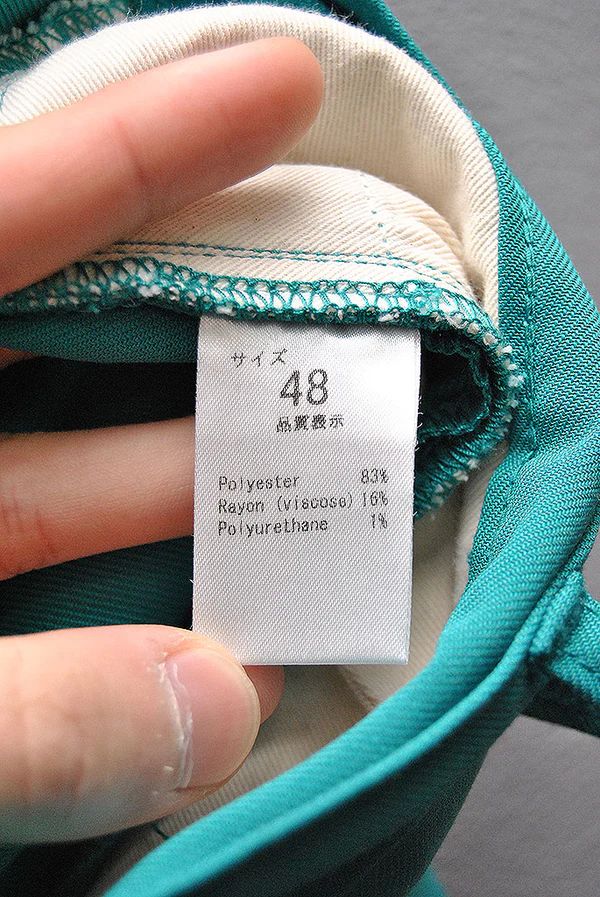 サイズ
48
品質表示
Polyester 83%
Rayon (viscose) 16%
Polyurethane 1%